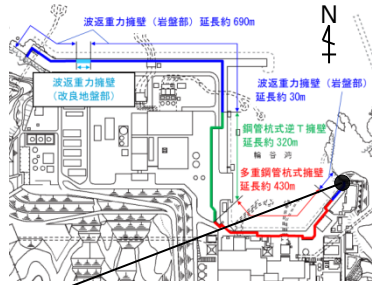 波返重力擁壁（岩盤部）延長約690m
N
波返重力擁壁
（改良地盤部）
波返重力擁壁（岩盤部）
延長約30m
鋼管杭式逆T擁壁
延長約320m
輪谷湾
多重鋼管杭式擁壁
延長約430m